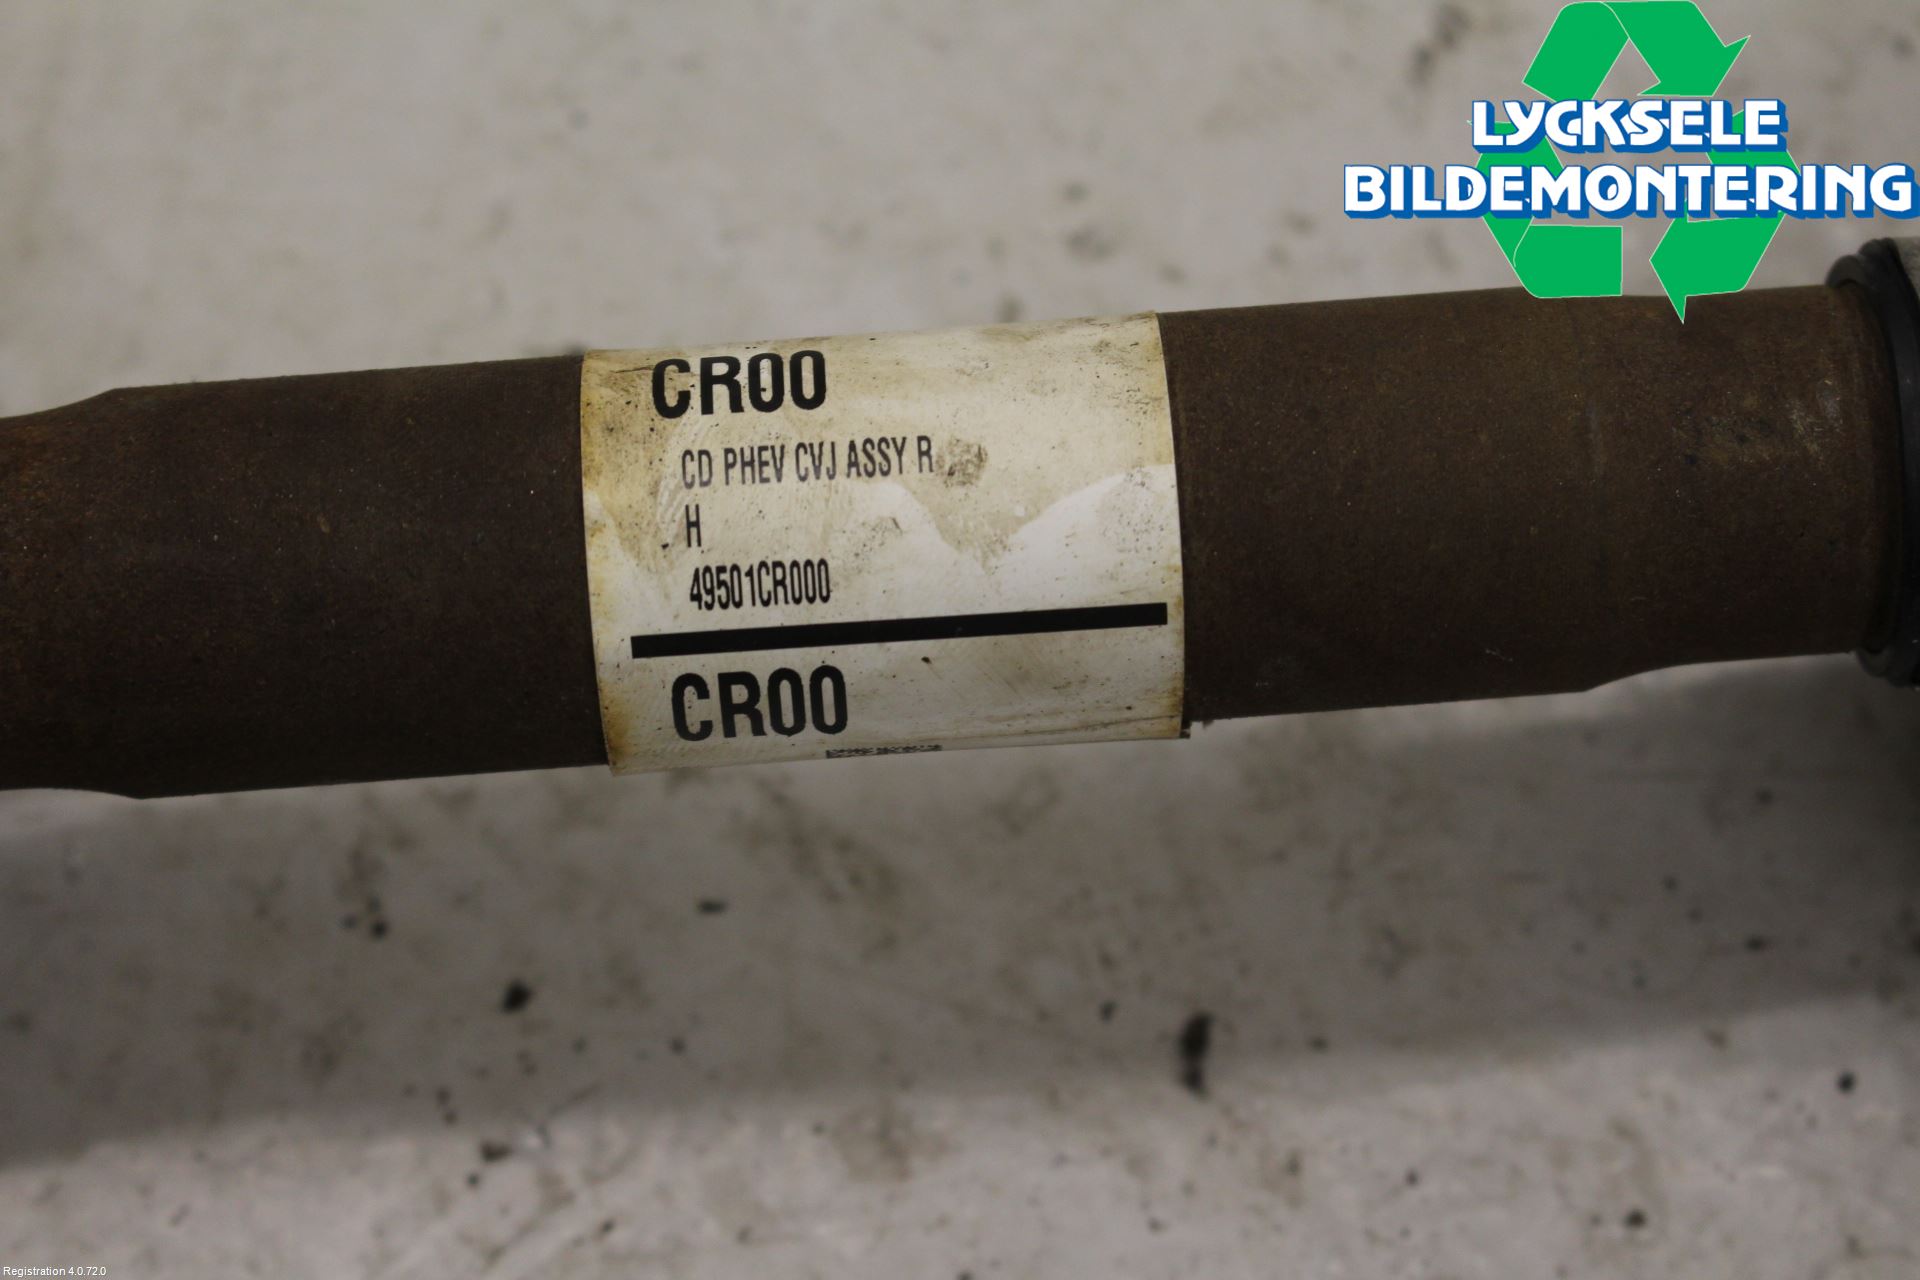 LYCKSELE
BILDEMONTERING
CR00
CD PHEV CVJ ASSY R
H
49501CR000
CR00
Registration 4.0.72.0